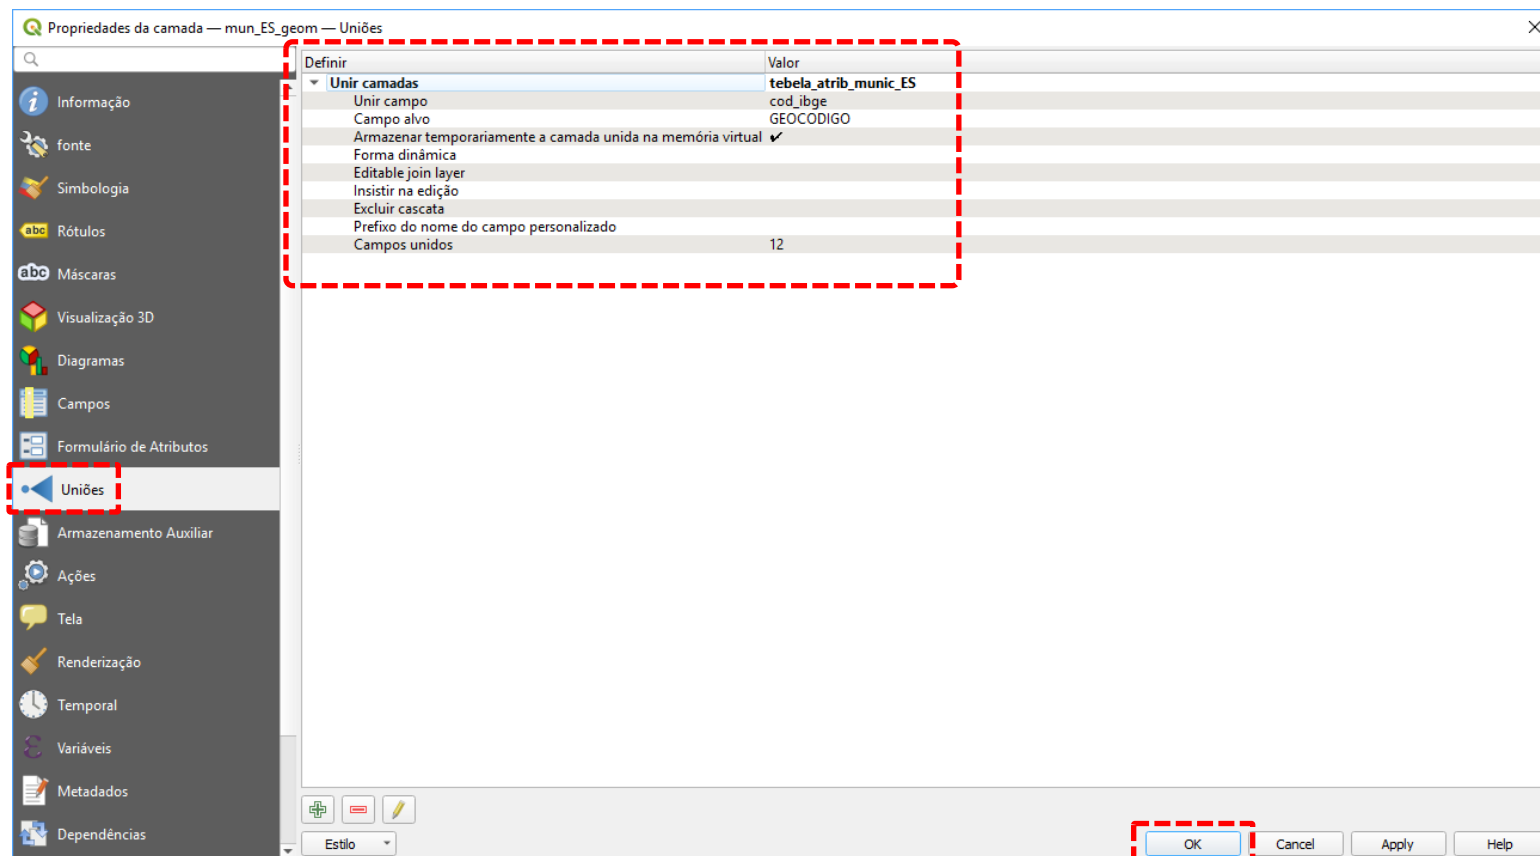 Propriedades da camada — mun_ES_geom — Uniões
Informação
fonte
Simbologia
abc Rótulos
abc Máscaras
Visualização 3D
Diagramas
Campos
Formulário de Atributos
Uniões
Armazenamento Auxiliar
Ações
Tela
Renderização
Temporal
Variáveis
Metadados
Dependências
Definir Valor
Unir camadas tebela_atrib_munic_ES
Unir campo cod_ibge
Campo alvo GEOCODIGO
Armazenar temporariamente a camada unida na memória virtual ✔
Forma dinâmica
Editable join layer
Insistir na edição
Excluir cascata
Prefixo do nome do campo personalizado
Campos unidos 12
Estilo OK Cancel Apply Help